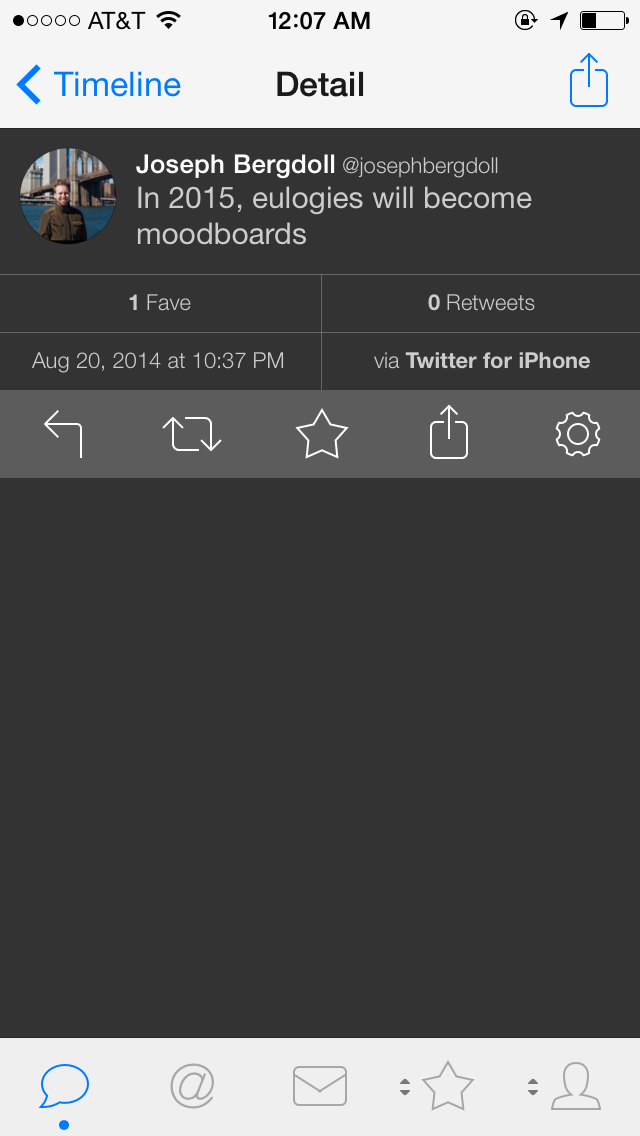 AT&T 12:07 AM
Timeline Detail
Joseph Bergdoll @josephbergdoll
In 2015, eulogies will become
moodboards
1 Fave 0 Retweets
Aug 20, 2014 at 10:37 PM via Twitter for iPhone
@